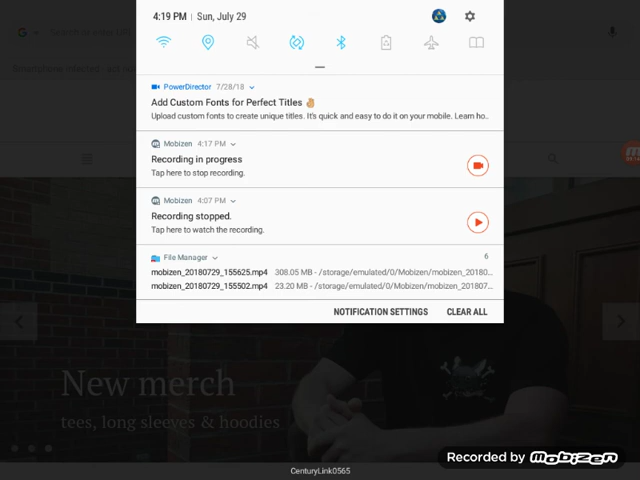 4:19 PM | Sun, July 29
PowerDirector 7/28/18
Add Custom Fonts for Perfect Titles
Upload custom fonts to create unique titles. It's quick and easy to do it on your mobile. Learn ho..
Mobizen 4:17 PM
Recording in progress
Tap here to stop recording.
Mobizen 4:07 PM
Recording stopped.
Tap here to watch the recording.
File Manager 6
mobizen_20180729_155625.mp4 308.05 MB - /storage/emulated/0/Mobizen/mobizen_20180...
mobizen_20180729_155502.mp4 23.20 MB - /storage/emulated/0/Mobizen/mobizen_201807...
NOTIFICATION SETTINGS CLEAR ALL
New merch
tees, long sleeves & hoodies
Recorded by Mobizen
CenturyLink0565